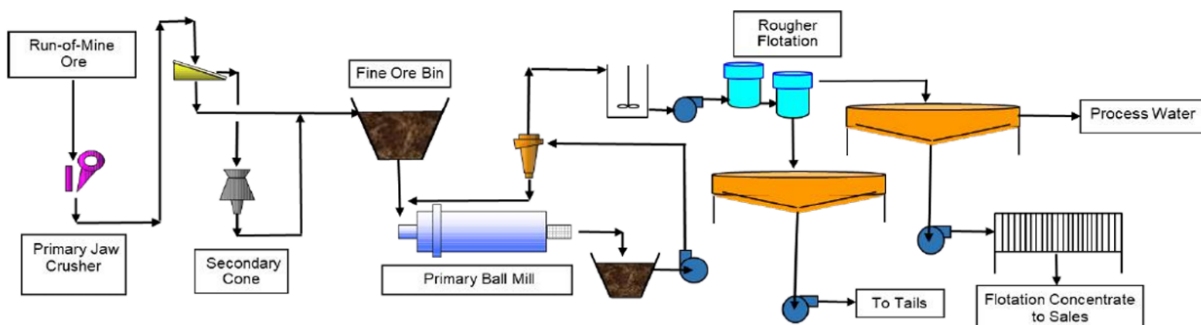 Run-of-Mine
Ore
Primary Jaw
Crusher
Secondary
Cone
Fine Ore Bin
Primary Ball Mill
Rougher
Flotation
Process Water
To Tails
Flotation Concentrate
to Sales